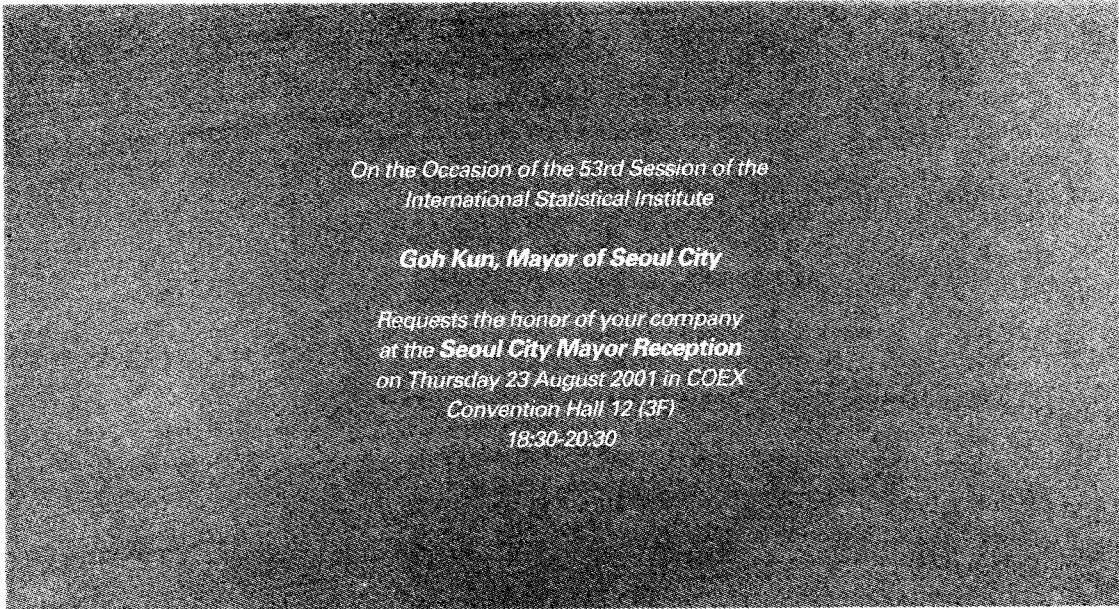 On the Occasion of the 53rd Session of the
International Statistical Institute
Goh Kun, Mayor of Seoul City
Requests the honor of your company
at the Seoul City Mayor Reception
on Thursday 23 August 2001 in COEX
Convention Hall 12 (3F)
18:30-20:30